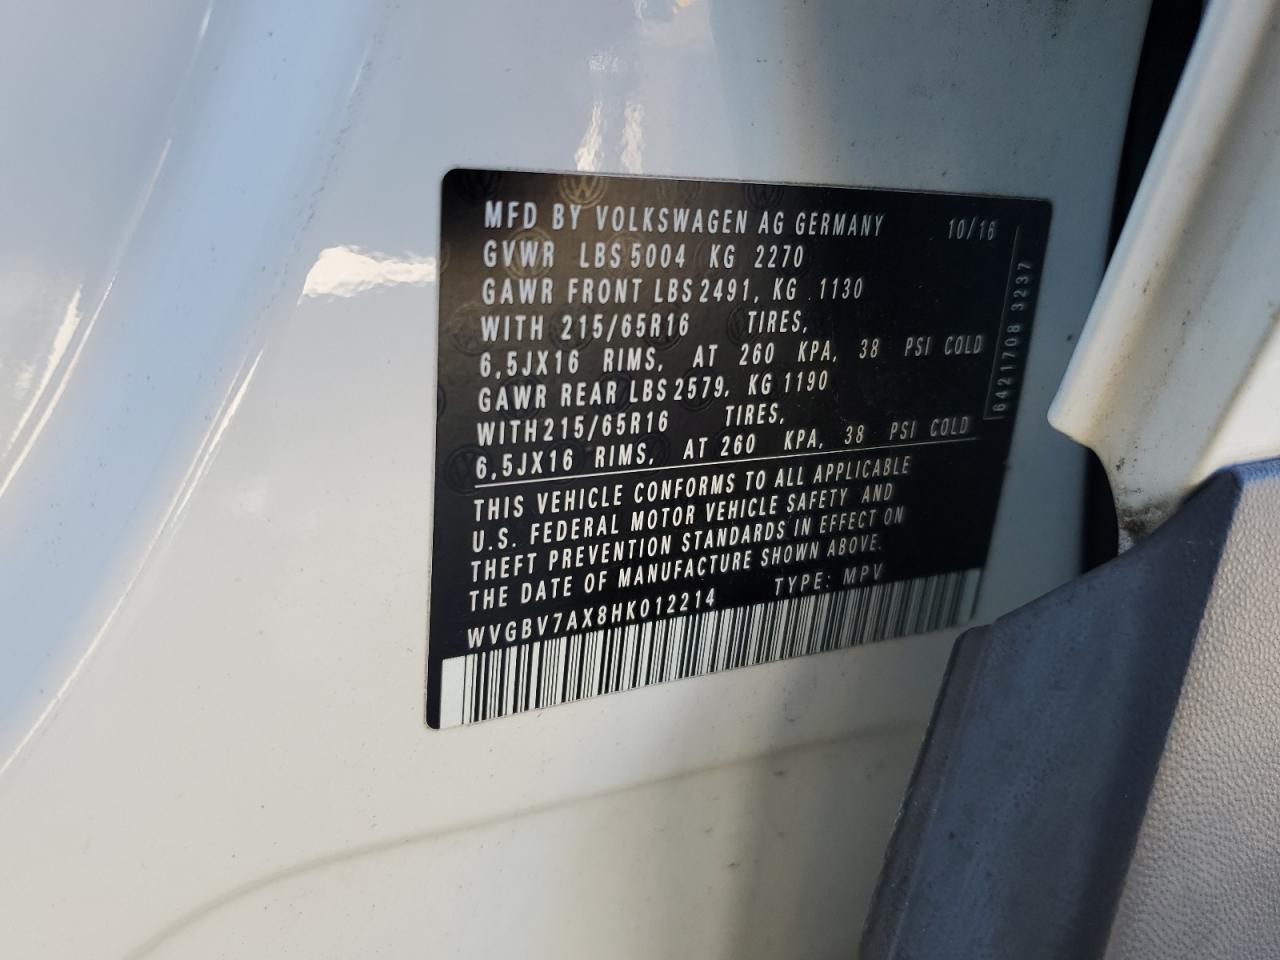 MFD BY VOLKSWAGEN AG GERMANY 10/16
GVWR LBS 5004 KG 2270
GAWR FRONT LBS 2491, KG 1130
WITH 215/65R16 TIRES,
6,5JX16 RIMS, AT 260 KPA, 38 PSI COLD
GAWR REAR LBS 2579, KG 1190
WITH 215/65R16 TIRES,
6,5JX16 RIMS, AT 260 KPA, 38 PSI COLD
THIS VEHICLE CONFORMS TO ALL APPLICABLE
U.S. FEDERAL MOTOR VEHICLE SAFETY AND
THEFT PREVENTION STANDARDS IN EFFECT ON
THE DATE OF MANUFACTURE SHOWN ABOVE.
WVGBV7AX8HK012214 TYPE: MPV
6421708 3237